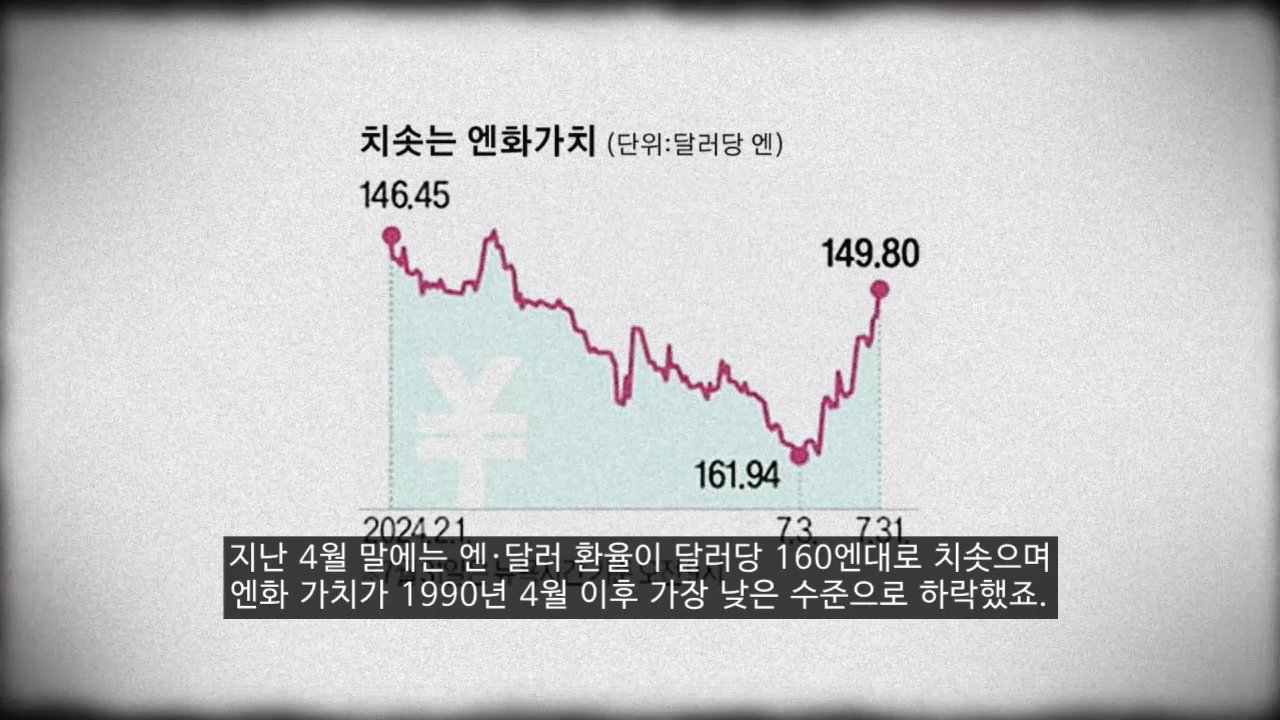 치솟는 엔화가치 (단위:달러당 엔)
146.45
149.80
161.94
2024.2.1. 7.3. 7.31.
지난 4월 말에는 엔·달러 환율이 달러당 160엔대로 치솟으며
엔화 가치가 1990년 4월 이후 가장 낮은 수준으로 하락했죠.